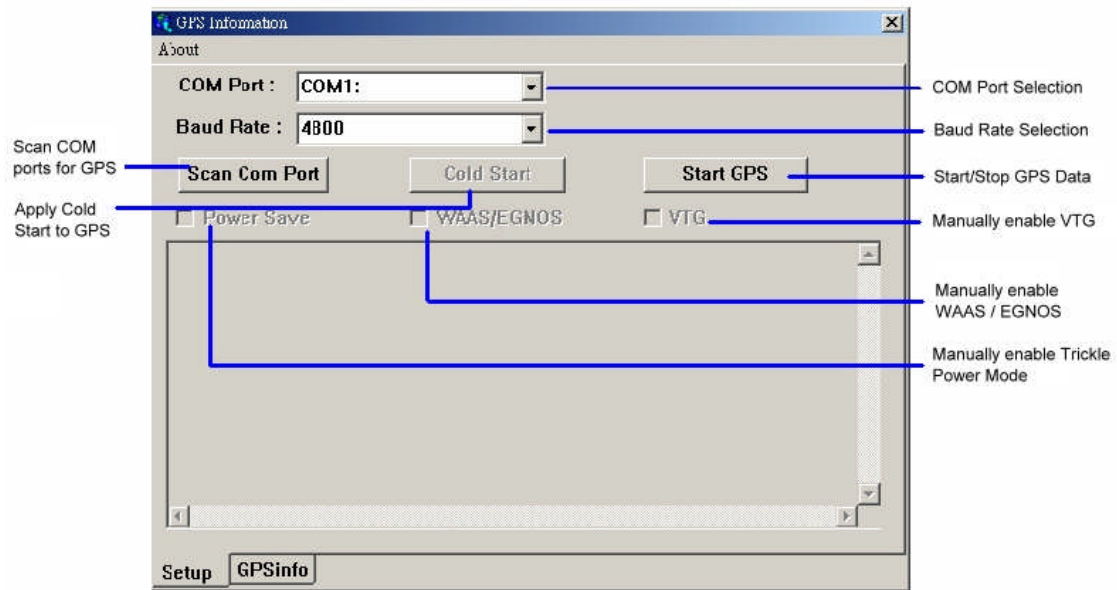 GPS Information
About
COM Port :
COM1:
COM Port Selection
Baud Rate :
4800
Baud Rate Selection
Scan COM
ports for GPS
Scan Com Port
Cold Start
Start GPS
Start/Stop GPS Data
Apply Cold
Start to GPS
Power Save
WAAS/EGNOS
VTG
Manually enable VTG
Manually enable
WAAS / EGNOS
Manually enable Trickle
Power Mode
Setup
GPSinfo